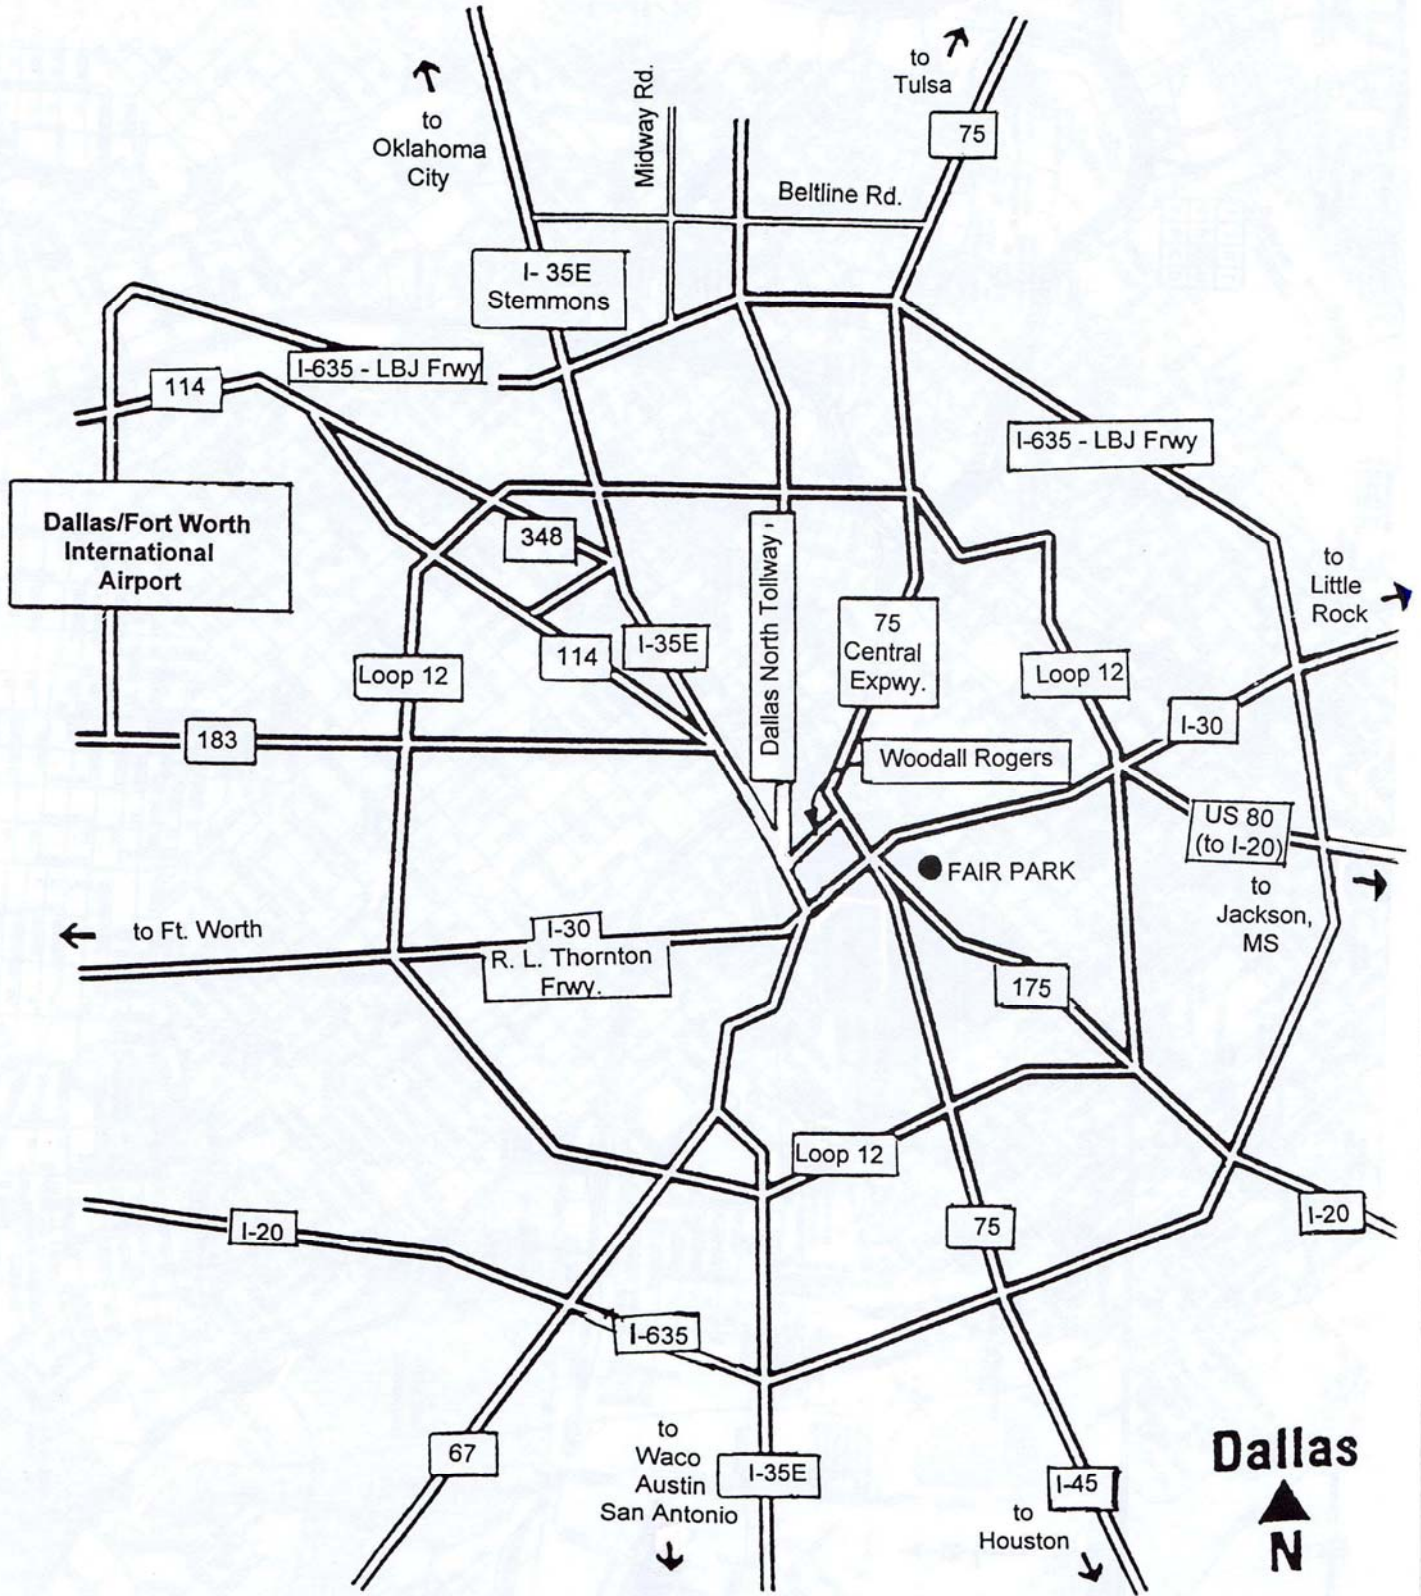 to
Tulsa
75
to
Oklahoma
City
Midway Rd.
Beltline Rd.
I- 35E
Stemmons
I-635 - LBJ Frwy
114
I-635 - LBJ Frwy
Dallas/Fort Worth
International
Airport
348
Dallas North Tollway
to
Little
Rock
75
Central
Expwy.
I-35E
114
Loop 12
Loop 12
I-30
183
Woodall Rogers
US 80
(to I-20)
FAIR PARK
to
Jackson,
MS
to Ft. Worth
I-30
R. L. Thornton
Frwy.
175
Loop 12
I-20
75
I-20
I-635
67
to
Waco
Austin
San Antonio
I-35E
I-45
to
Houston
Dallas
N